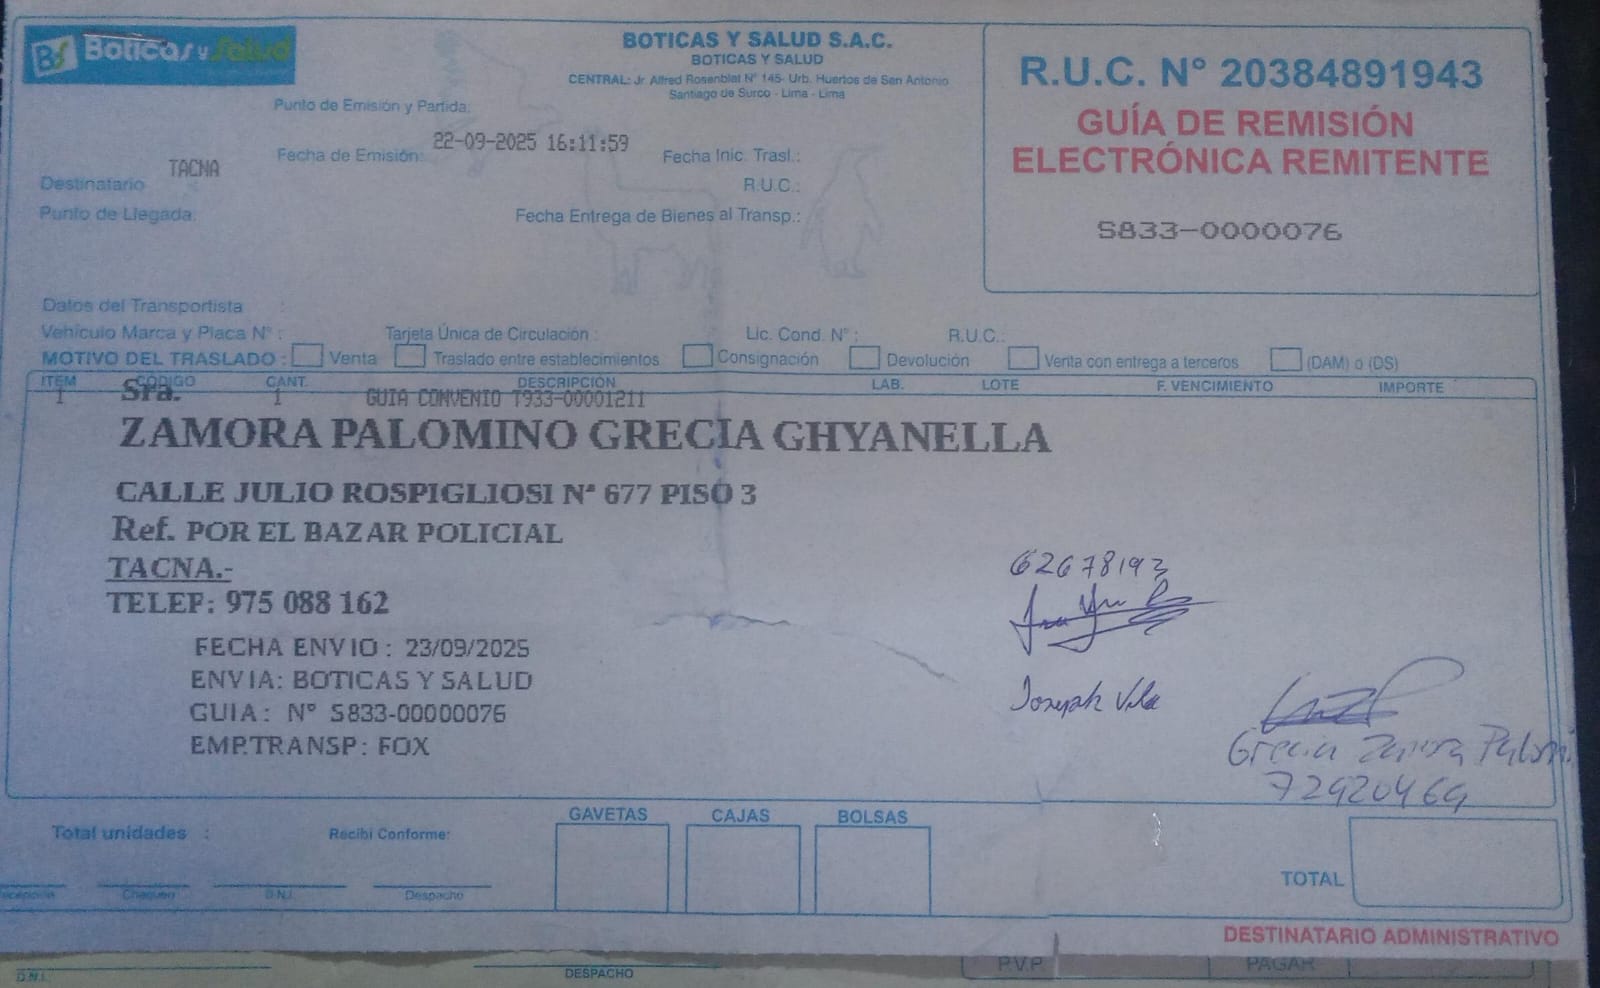 BS Boticas y Salud
BOTICAS Y SALUD S.A.C.
BOTICAS Y SALUD
CENTRAL: Jr. Alfred Rosenblat N° 145- Urb. Huertos de San Antonio
Santiago de Surco - Lima - Lima
R.U.C. N° 20384891943
GUÍA DE REMISIÓN
ELECTRÓNICA REMITENTE
S833-0000076
Punto de Emisión y Partida:
Fecha de Emisión: 22-09-2025 16:11:59 Fecha Inic. Trasl.:
Destinatario TACNA R.U.C.:
Punto de Llegada: Fecha Entrega de Bienes al Transp.:
Datos del Transportista :
Vehículo Marca y Placa N° : Tarjeta Única de Circulación : Lic. Cond. N° : R.U.C.:
MOTIVO DEL TRASLADO : Venta Traslado entre establecimientos Consignación Devolución Venta con entrega a terceros (DAM) o (DS)
ITEM CÓDIGO CANT. DESCRIPCIÓN LAB. LOTE F. VENCIMIENTO IMPORTE
1 1 GUIA CONVENIO T933-00001211
Sra.
ZAMORA PALOMINO GRECIA GHYANELLA
CALLE JULIO ROSPIGLIOSI Nª 677 PISO 3
Ref. POR EL BAZAR POLICIAL
TACNA.-
TELEF: 975 088 162
FECHA ENVIO : 23/09/2025
ENVIA: BOTICAS Y SALUD
GUIA : N° S833-00000076
EMP.TRANSP: FOX
62678193
Joseph Vila
Grecia Zamora Palomi
72920469
Total unidades : Recibí Conforme: GAVETAS CAJAS BOLSAS
TOTAL
Chequeo D.N.I. Despacho
DESTINATARIO ADMINISTRATIVO
D.N.I. DESPACHO P.V.P PAGAR